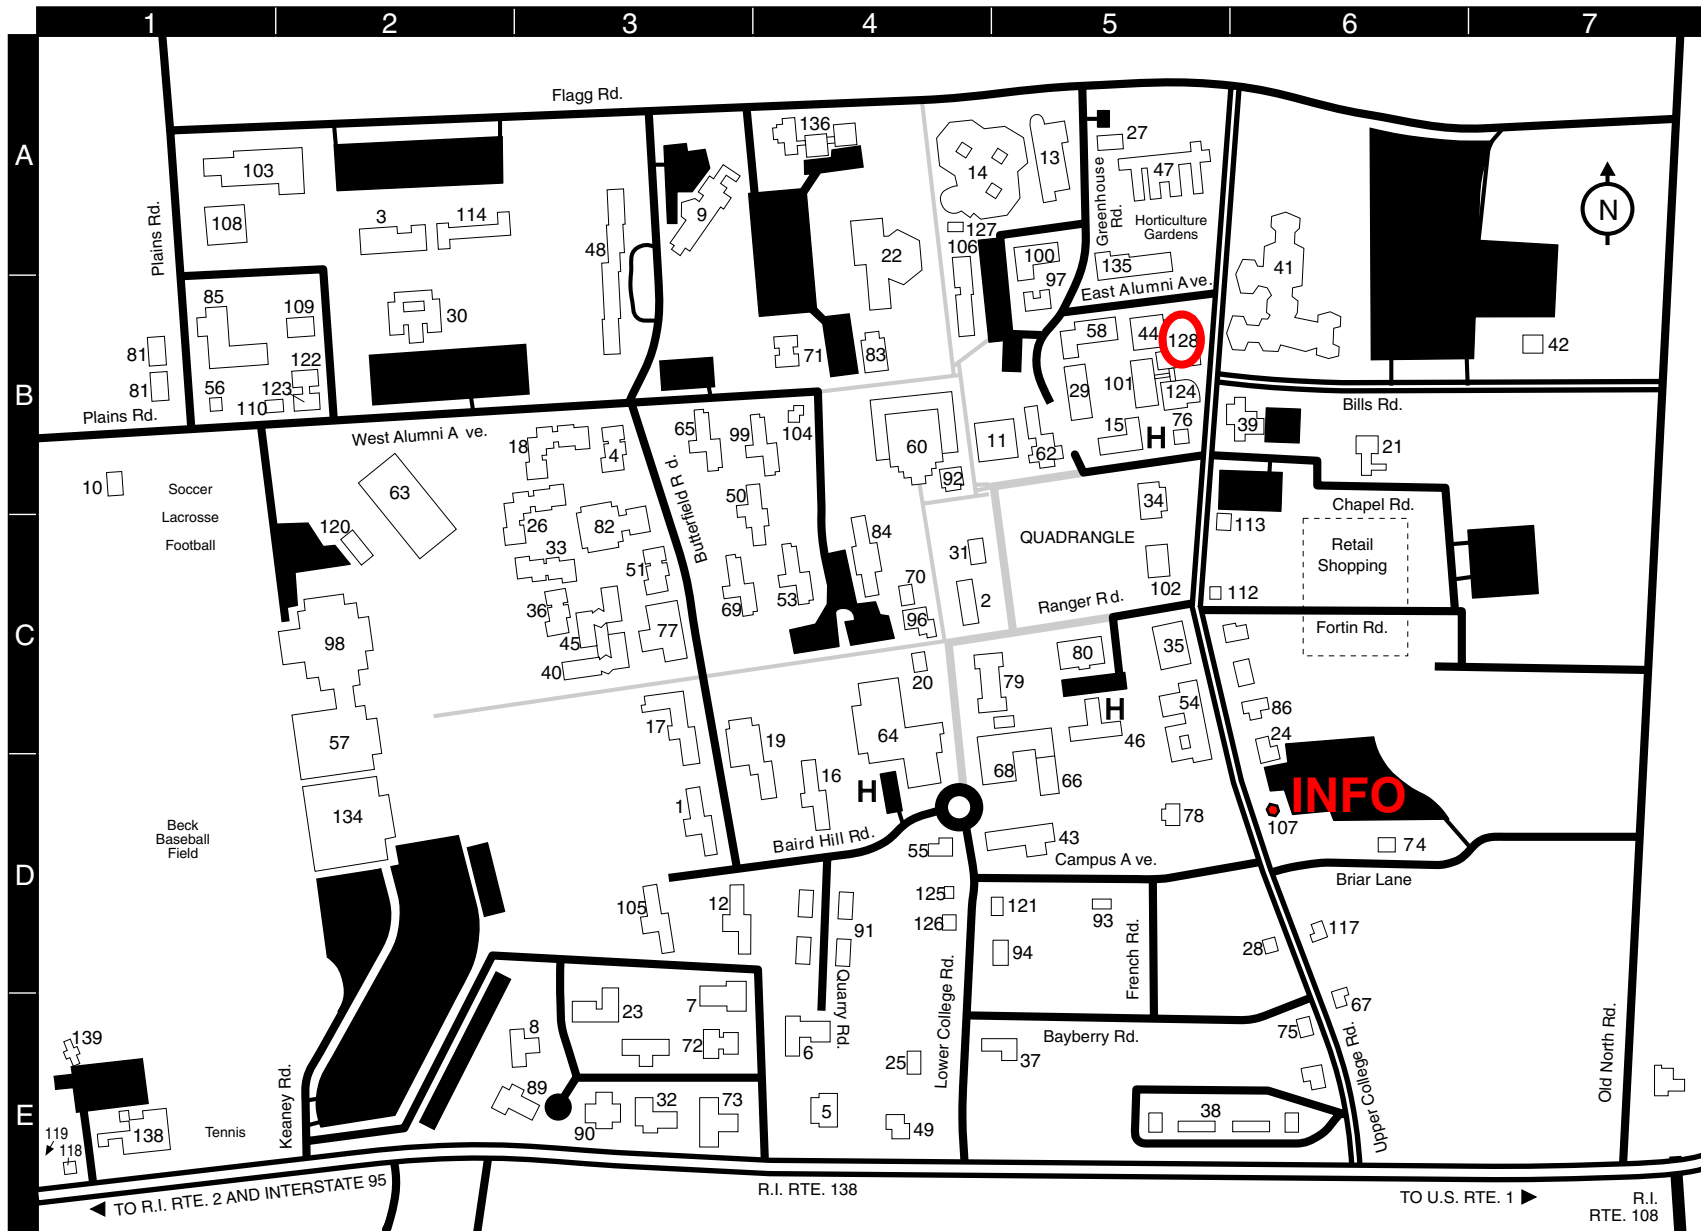 1 2 3 4 5 6 7
Flagg Rd.
A
103
108
3
114
48
9
136
22
14
13
127
106
100
97
27
47
Greenhouse
Rd.
Horticulture
Gardens
135
East Alumni Ave.
41
N
Plains Rd.
B
85
109
30
81
81
56
110
122
123
Plains Rd.
West Alumni A ve.
71
83
58
44
128
29
101
124
15
H
76
42
Bills Rd.
39
21
18
4
65
99
104
60
92
11
62
34
Butterfield R d.
10
Soccer
Lacrosse
Football
63
120
26
82
33
50
84
31
QUADRANGLE
Chapel Rd.
113
Retail
Shopping
C
98
36
51
45
40
77
69
53
70
96
2
102
Ranger R d.
112
Fortin Rd.
80
35
20
79
54
H
46
86
24
57
17
19
64
68
66
16
H
1
134
INFO
107
78
74
43
55
Baird Hill Rd.
Campus A ve.
Briar Lane
Beck
Baseball
Field
D
105
12
91
125
126
121
94
93
French Rd.
28
117
67
75
Quarry Rd.
Lower College Rd.
Bayberry Rd.
Upper College Rd.
Old North Rd.
E
139
138
119
118
Tennis
Keaney Rd.
8
23
7
72
6
89
90
32
73
5
25
49
37
38
TO R.I. RTE. 2 AND INTERSTATE 95
R.I. RTE. 138
TO U.S. RTE. 1
R.I.
RTE. 108